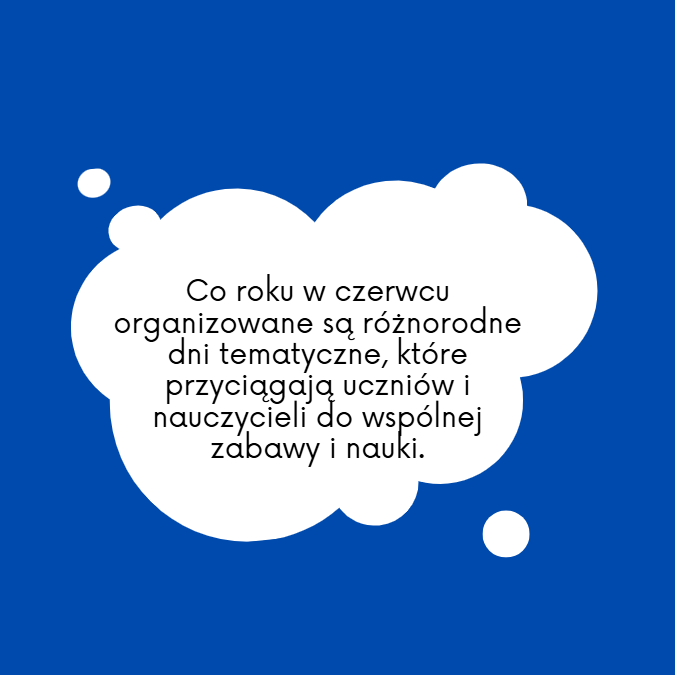 Co roku w czerwcu
organizowane są różnorodne
dni tematyczne, które
przyciągają uczniów i
nauczycieli do wspólnej
zabawy i nauki.